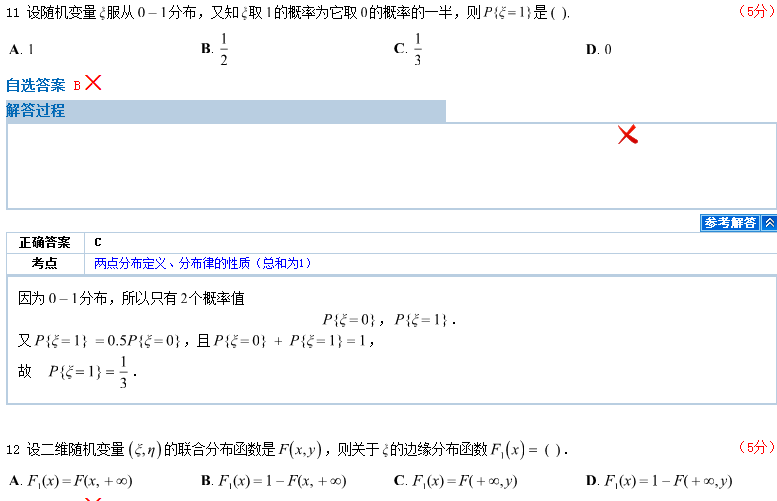 11 设随机变量ξ服从0－1分布，又知ξ取1的概率为它取0的概率的一半，则P{ξ=1}是( ). （5分）
A. 1 B. 1/2 C. 1/3 D. 0
自选答案 B
解答过程
参考解答
正确答案 C
考点 两点分布定义、分布律的性质（总和为1）
因为0－1分布，所以只有2个概率值
P{ξ=0}，P{ξ=1}．
又P{ξ=1} =0.5P{ξ=0}，且P{ξ=0} + P{ξ=1}=1，
故 P{ξ=1}=1/3．
12 设二维随机变量(ξ,η)的联合分布函数是F(x,y)，则关于ξ的边缘分布函数F₁(x)=( )． （5分）
A. F₁(x)=F(x,+∞) B. F₁(x)=1−F(x,+∞) C. F₁(x)=F(+∞,y) D. F₁(x)=1−F(+∞,y)